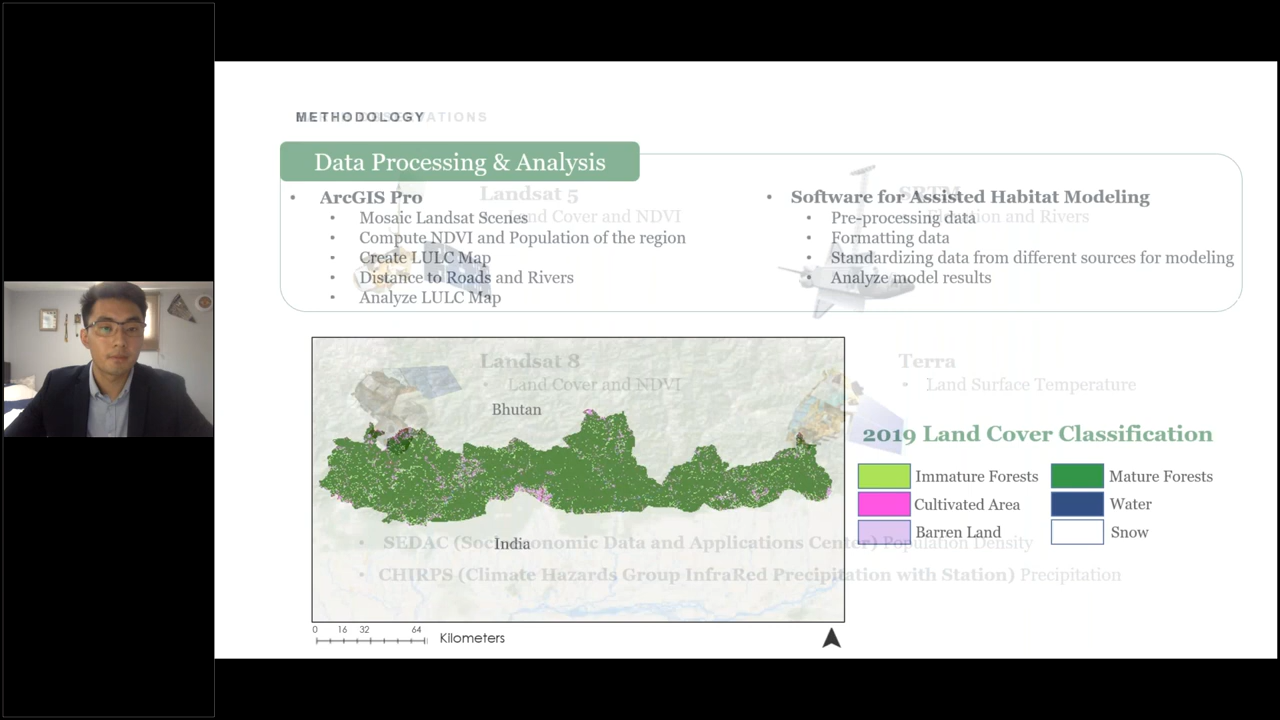 METHODOLOGY
Data Processing & Analysis
• ArcGIS Pro
• Mosaic Landsat Scenes
• Compute NDVI and Population of the region
• Create LULC Map
• Distance to Roads and Rivers
• Analyze LULC Map
• Software for Assisted Habitat Modeling
• Pre-processing data
• Formatting data
• Standardizing data from different sources for modeling
• Analyze model results
Landsat 5
Land Cover and NDVI
Elevation and Rivers
Landsat 8
• Land Cover and NDVI
Terra
• Land Surface Temperature
Bhutan
India
2019 Land Cover Classification
Immature Forests
Mature Forests
Cultivated Area
Water
Barren Land
Snow
• SEDAC (Socioeconomic Data and Applications Center) Population Density
• CHIRPS (Climate Hazards Group InfraRed Precipitation with Station) Precipitation
0 16 32 64
Kilometers